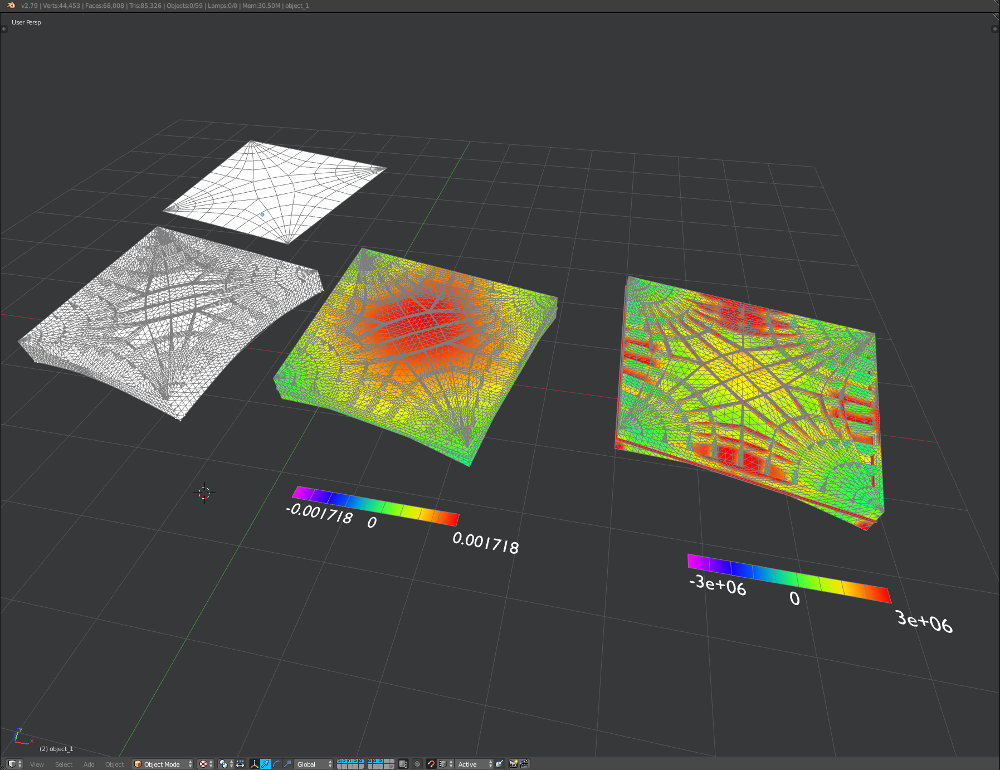 v2.79 | Verts:44,453 | Faces:68,008 | Tris:85,326 | Objects:0/59 | Lamps:0/0 | Mem:30.50M | object_1
User Persp
-0.001718 0 0.001718
-3e+06 0 3e+06
(2) object_1
View Select Add Object Object Mode Global Active